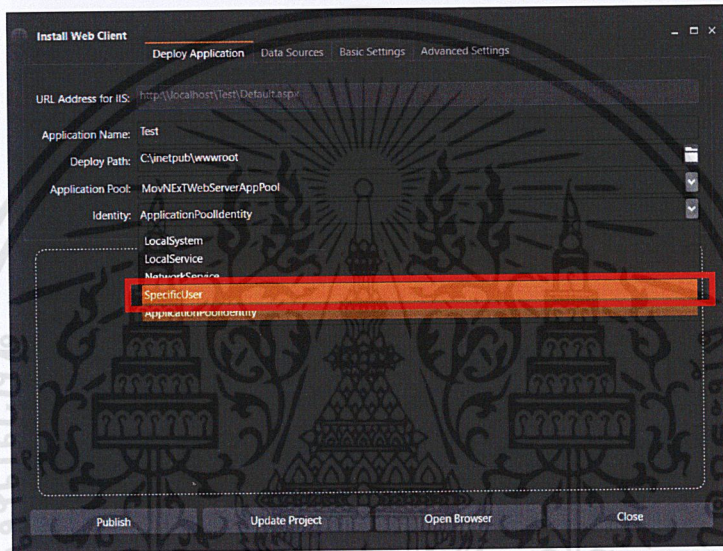 Install Web Client
Deploy Application Data Sources Basic Settings Advanced Settings
URL Address for IIS: http:\\localhost\Test\Default.aspx
Application Name: Test
Deploy Path: C:\inetpub\wwwroot
Application Pool: MovNExTWebServerAppPool
Identity: ApplicationPoolIdentity
LocalSystem
LocalService
NetworkService
SpecificUser
ApplicationPoolIdentity
Publish Update Project Open Browser Close